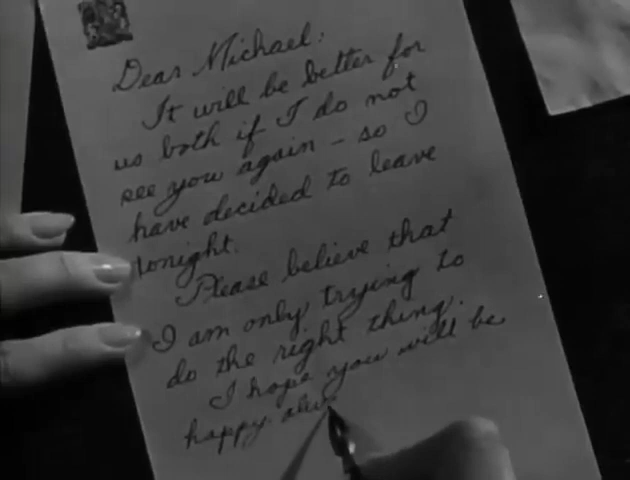 Dear Michael:
It will be better for
us both if I do not
see you again – so I
have decided to leave
tonight.
Please believe that
I am only trying to
do the right thing.
I hope you will be
happy alw